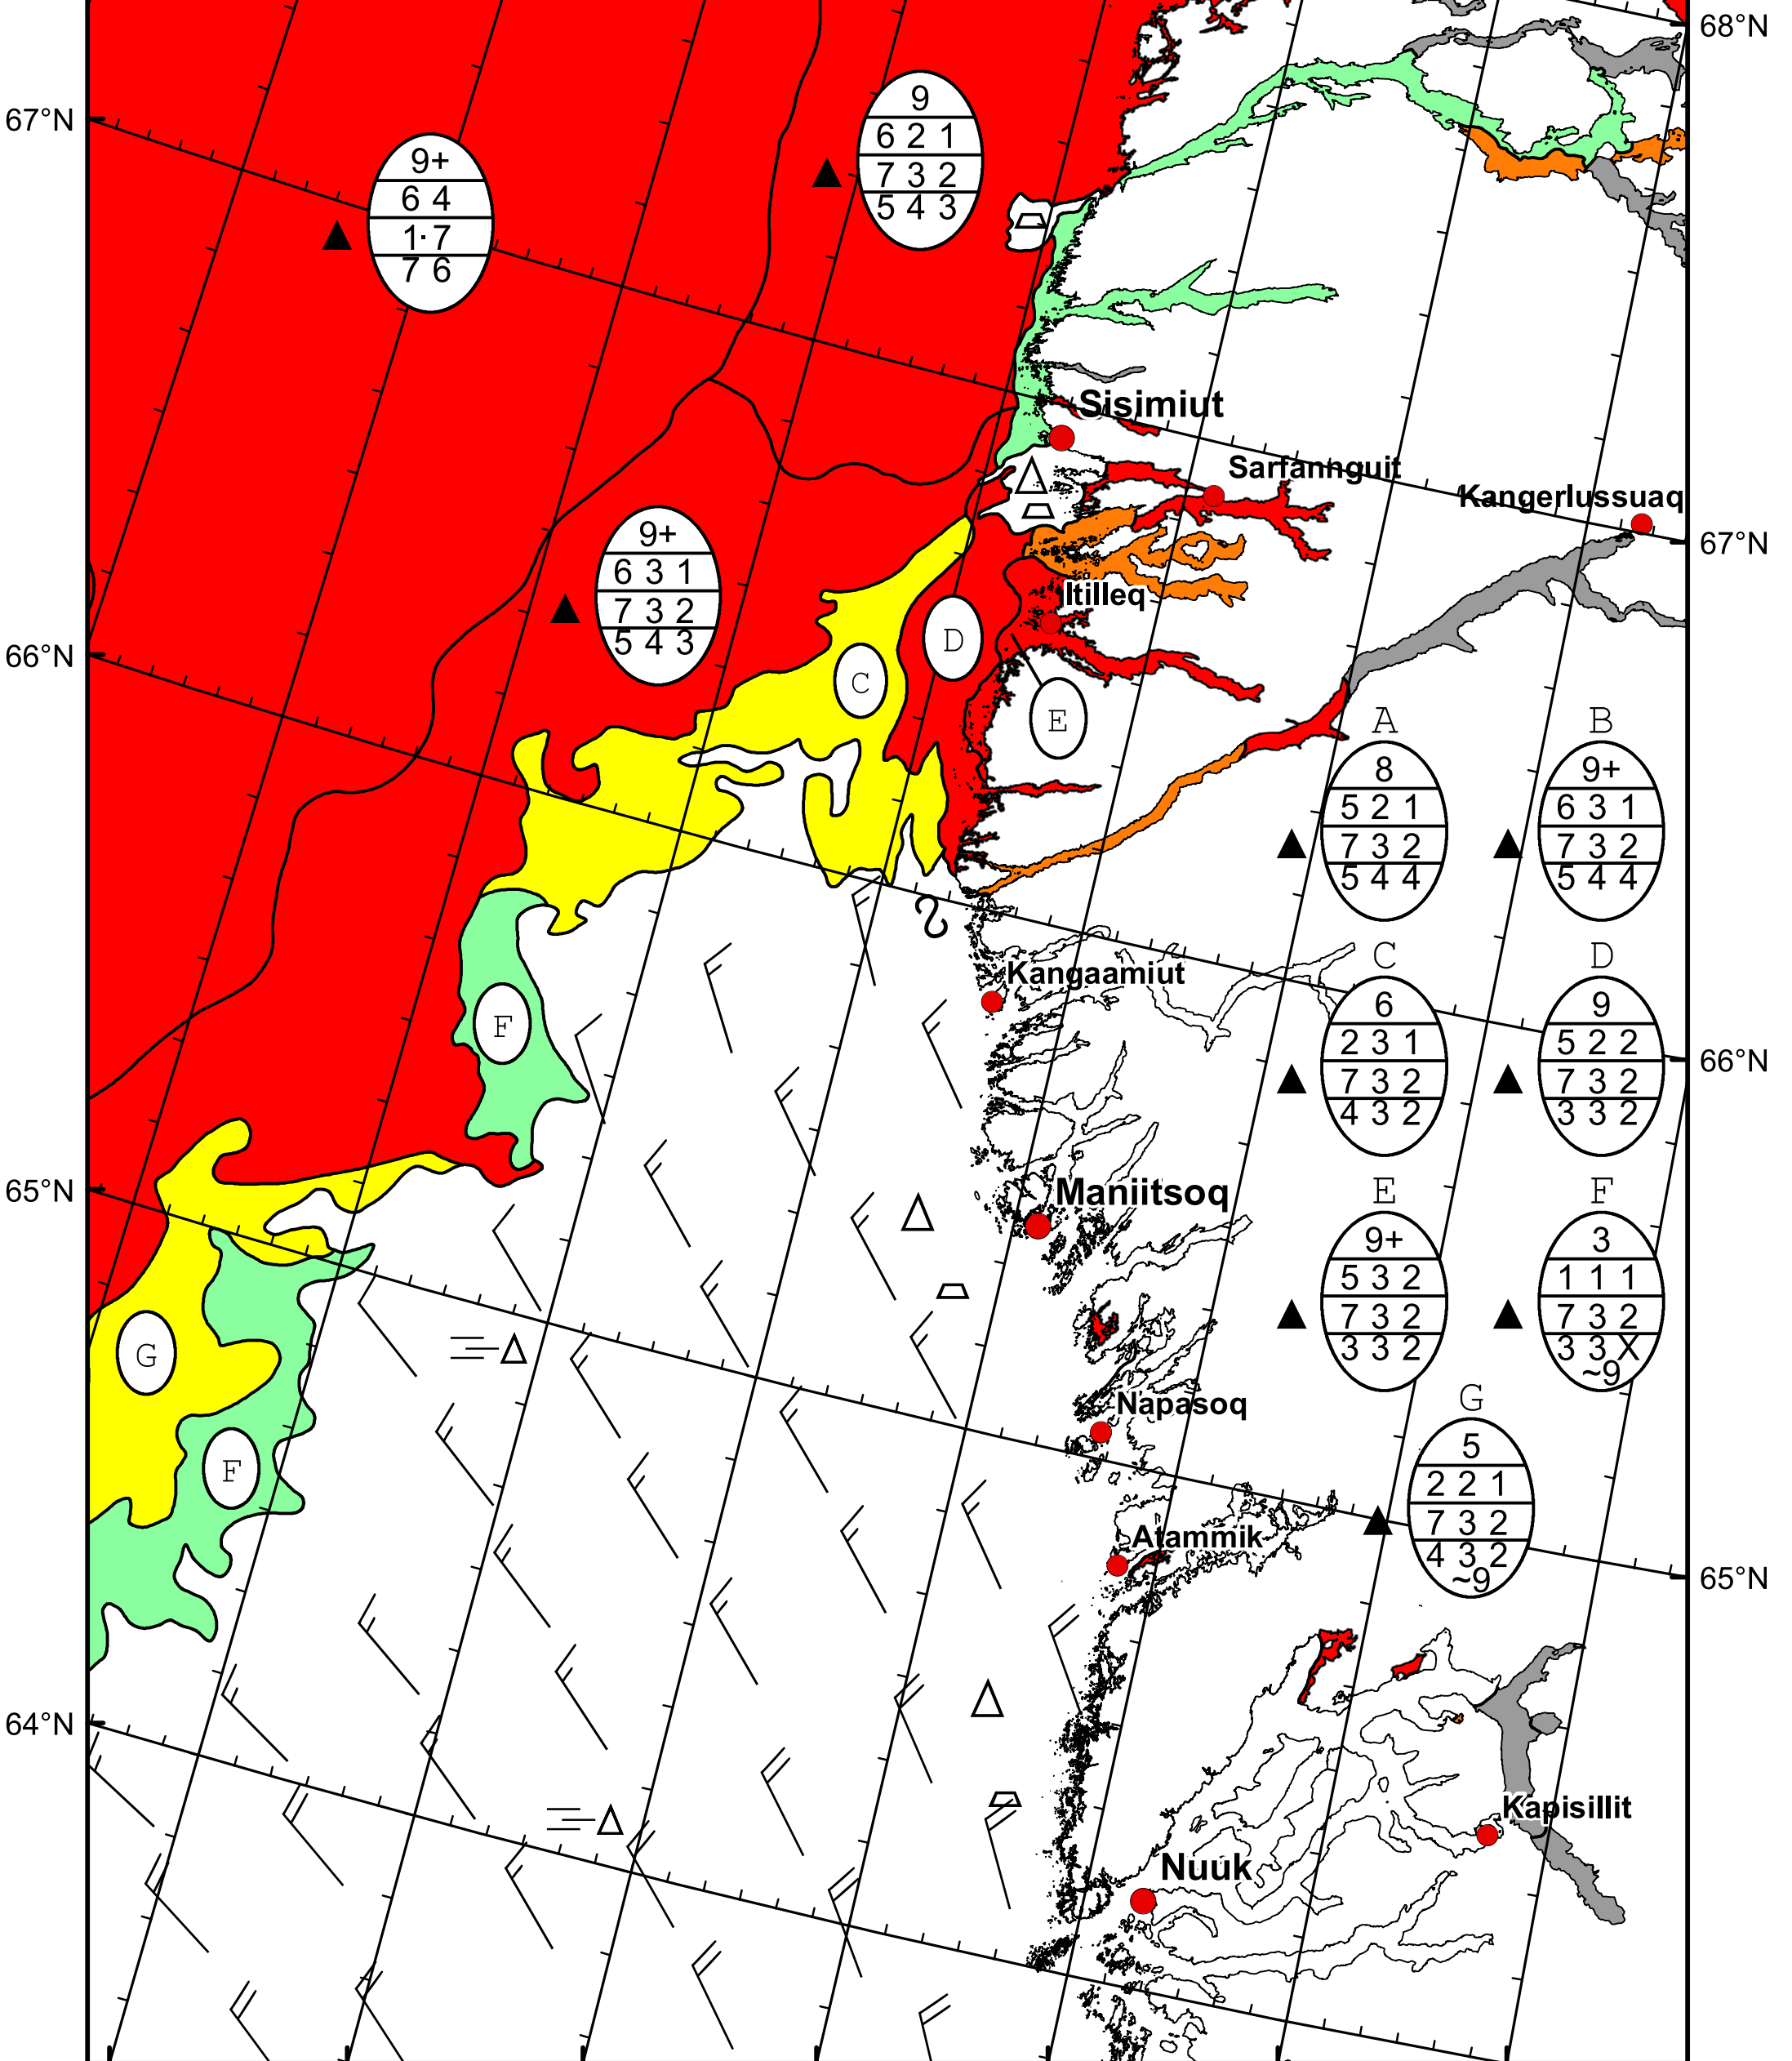 68°N
67°N
9
6 2 1
7 3 2
5 4 3
9+
6 4
1· 7
7 6
Sisimiut
Sarfannguit
Kangerlussuaq
67°N
9+
6 3 1
7 3 2
5 4 3
Itilleq
D
66°N
C
E
A
8
5 2 1
7 3 2
5 4 4
B
9+
6 3 1
7 3 2
5 4 4
Kangaamiut
F
C
6
2 3 1
7 3 2
4 3 2
D
9
5 2 2
7 3 2
3 3 2
66°N
65°N
Maniitsoq
E
9+
5 3 2
7 3 2
3 3 2
F
3
1 1 1
7 3 2
3 3 X
~9
G
Napasoq
F
G
5
2 2 1
7 3 2
4 3 2
~9
Atammik
65°N
64°N
Kapisillit
Nuuk